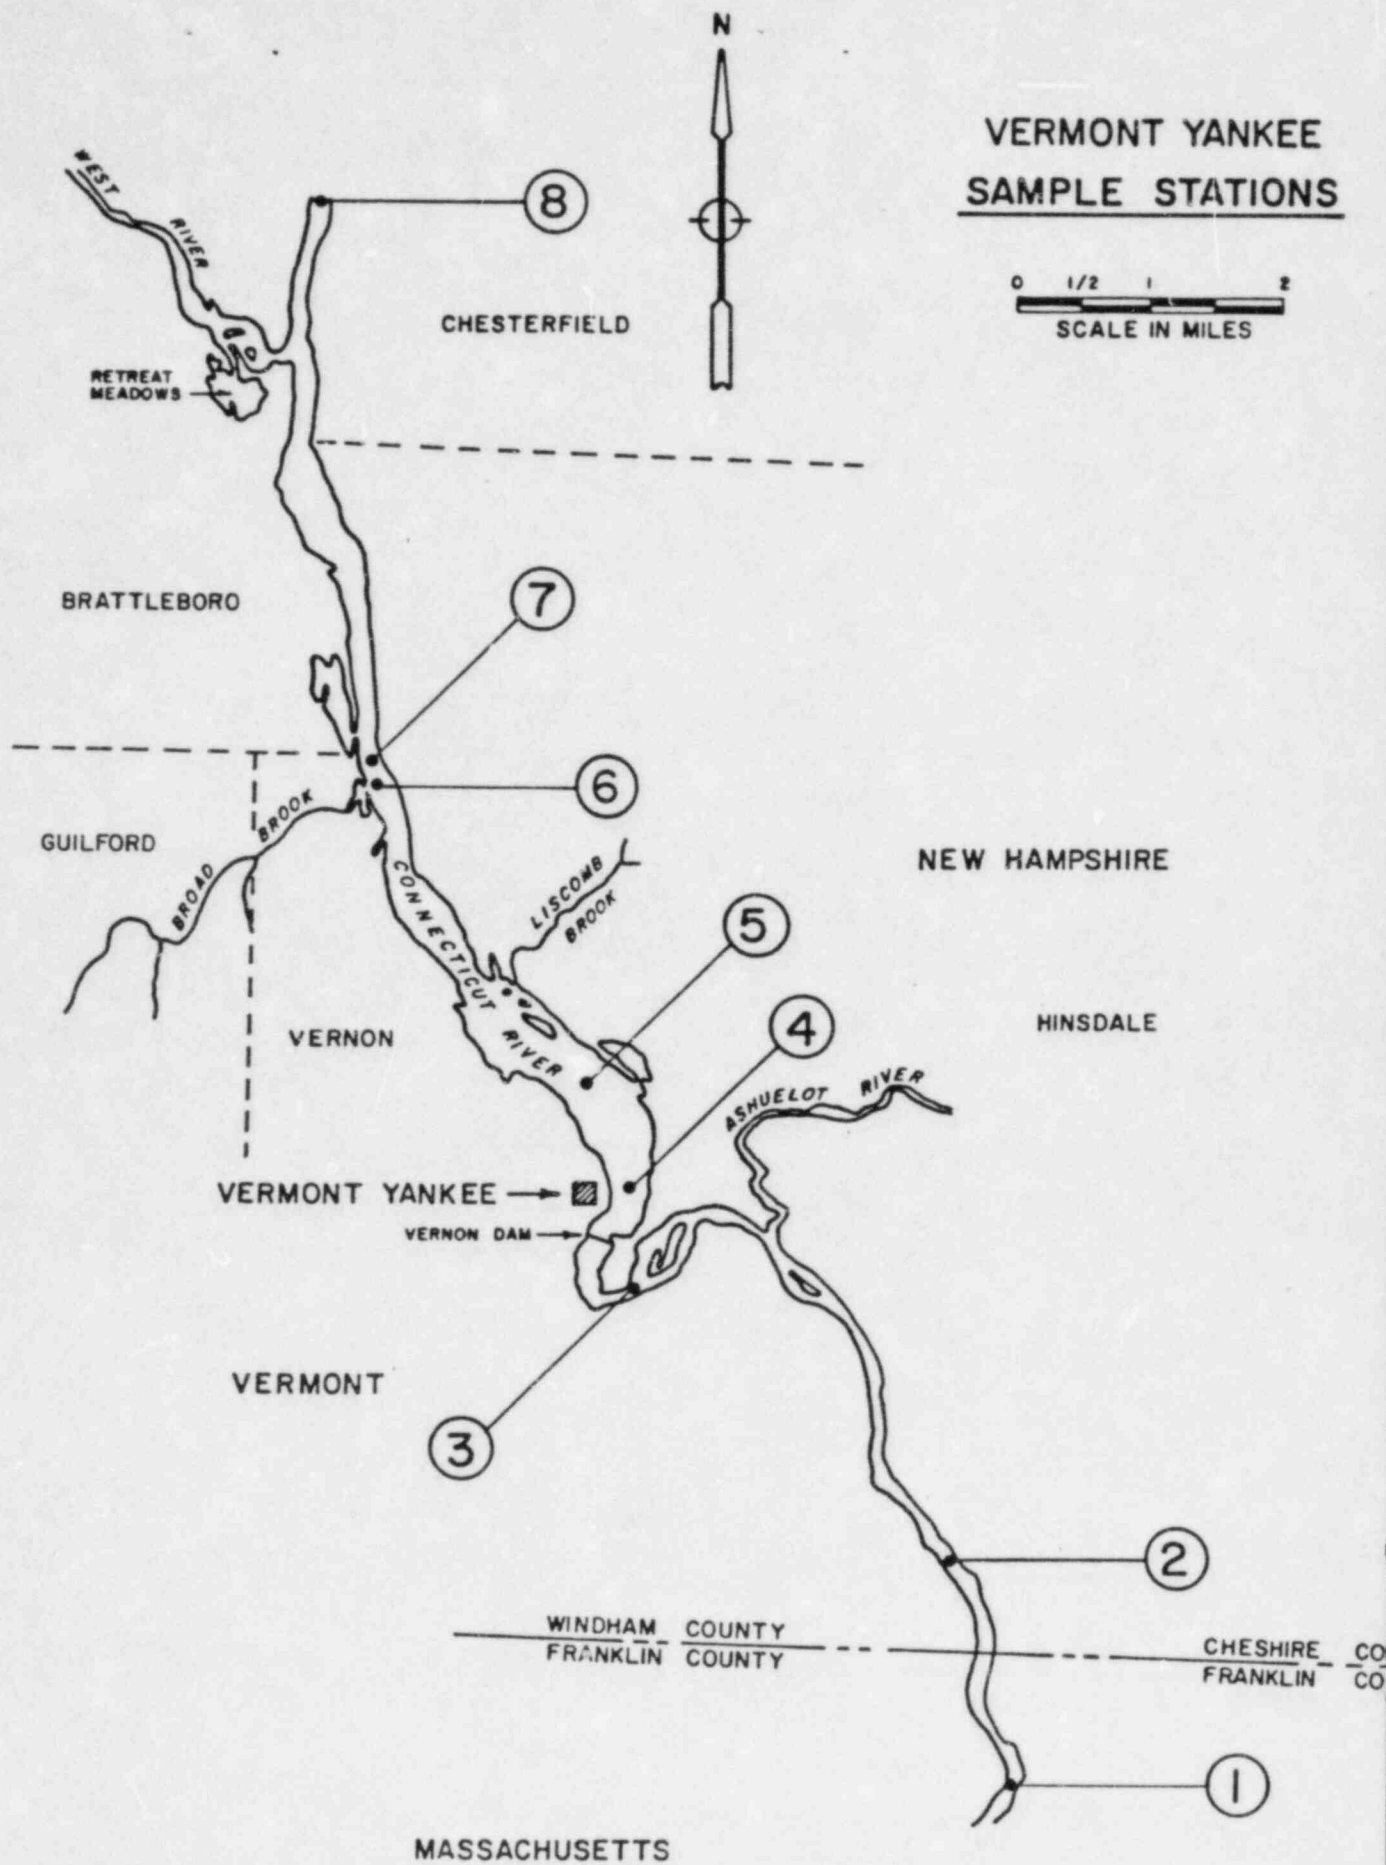 N
VERMONT YANKEE
SAMPLE STATIONS
0 1/2 1 2
SCALE IN MILES
WEST RIVER
8
CHESTERFIELD
RETREAT
MEADOWS
BRATTLEBORO
7
6
GUILFORD
BROAD BROOK
CONNECTICUT RIVER
LISCOMB
BROOK
NEW HAMPSHIRE
5
VERNON
4
HINSDALE
ASHUELOT RIVER
VERMONT YANKEE
VERNON DAM
VERMONT
3
2
WINDHAM COUNTY
FRANKLIN COUNTY
CHESHIRE CO
FRANKLIN CO
1
MASSACHUSETTS